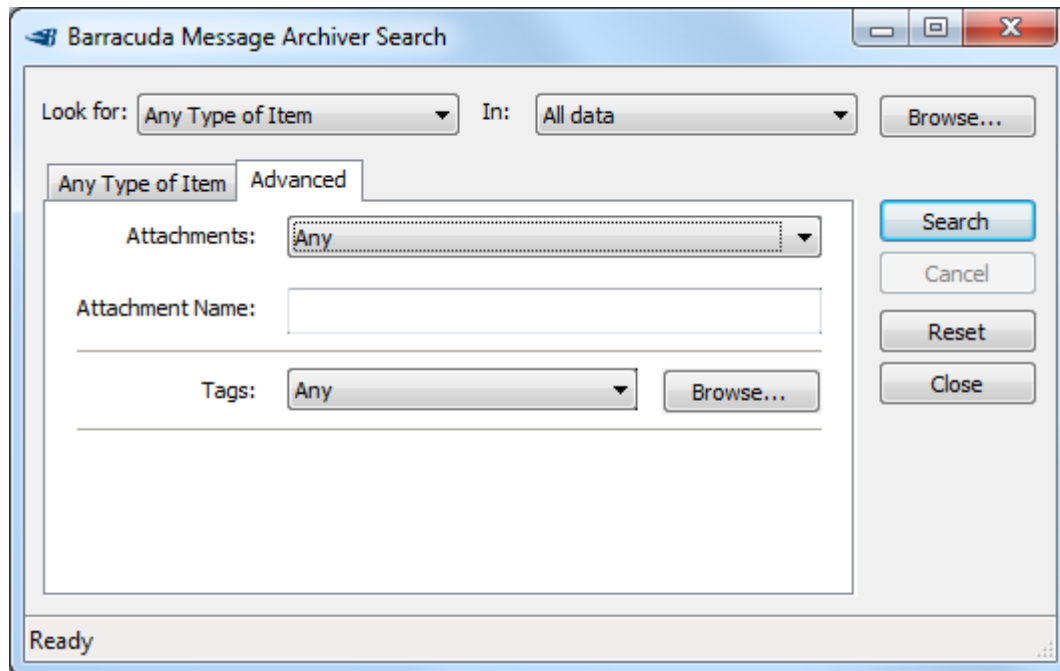 Barracuda Message Archiver Search
Look for: Any Type of Item In: All data Browse...
Any Type of Item Advanced
Attachments: Any Search
Cancel
Attachment Name:
Reset
Tags: Any Browse... Close
Ready